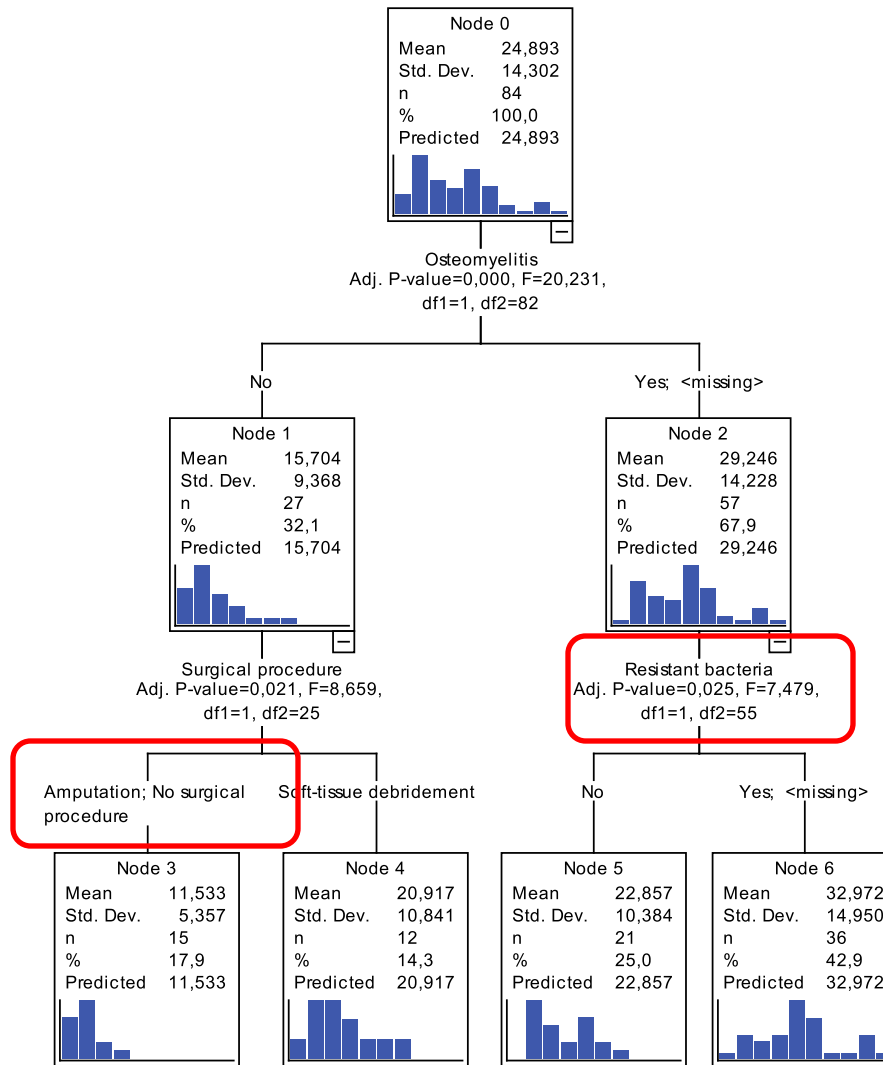 Node 0
Mean 24,893
Std. Dev. 14,302
n 84
% 100,0
Predicted 24,893
Osteomyelitis
Adj. P-value=0,000, F=20,231,
df1=1, df2=82
No
Yes; <missing>
Node 1
Mean 15,704
Std. Dev. 9,368
n 27
% 32,1
Predicted 15,704
Node 2
Mean 29,246
Std. Dev. 14,228
n 57
% 67,9
Predicted 29,246
Surgical procedure
Adj. P-value=0,021, F=8,659,
df1=1, df2=25
Resistant bacteria
Adj. P-value=0,025, F=7,479,
df1=1, df2=55
Amputation; No surgical
procedure
Soft-tissue debridement
No
Yes; <missing>
Node 3
Mean 11,533
Std. Dev. 5,357
n 15
% 17,9
Predicted 11,533
Node 4
Mean 20,917
Std. Dev. 10,841
n 12
% 14,3
Predicted 20,917
Node 5
Mean 22,857
Std. Dev. 10,384
n 21
% 25,0
Predicted 22,857
Node 6
Mean 32,972
Std. Dev. 14,950
n 36
% 42,9
Predicted 32,972